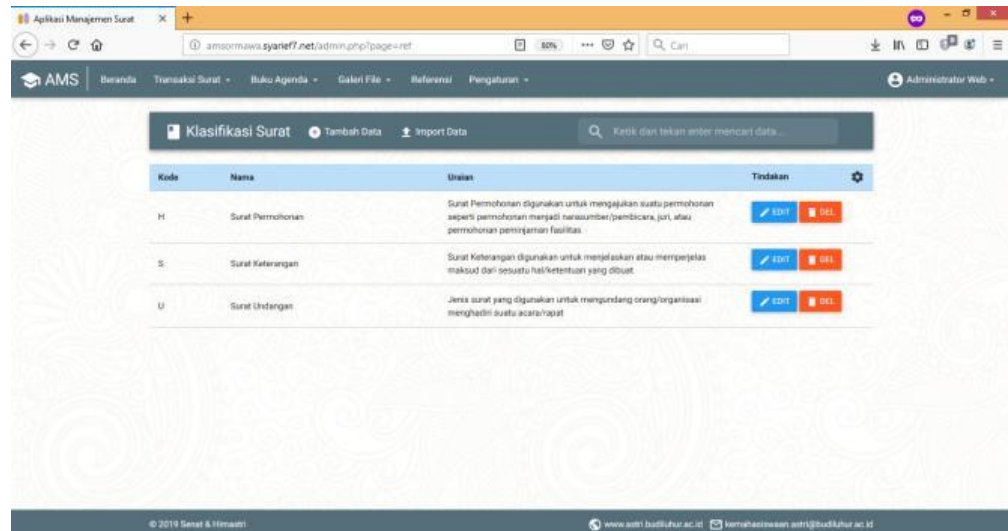 Aplikasi Manajemen Surat
amsormawa.syarief7.net/admin.php?page=ref
80%
Cari
AMS
Beranda
Transaksi Surat
Buku Agenda
Galeri File
Referensi
Pengaturan
Administrator Web
Klasifikasi Surat
Tambah Data
Import Data
Ketik dan tekan enter mencari data...
Kode Nama Uraian Tindakan
H Surat Permohonan
Surat Permohonan digunakan untuk mengajukan suatu permohonan
seperti permohonan menjadi narasumber/pembicara, juri, atau
permohonan peminjaman fasilitas
EDIT DEL
S Surat Keterangan
Surat Keterangan digunakan untuk menjelaskan atau memperjelas
maksud dari sesuatu hal/ketentuan yang dibuat
EDIT DEL
U Surat Undangan
Jenis surat yang digunakan untuk mengundang orang/organisasi
menghadiri suatu acara/rapat
EDIT DEL
© 2019 Senat & Himastri
www.astri.budiluhur.ac.id
kemahasiswaan.astri@budiluhur.ac.id